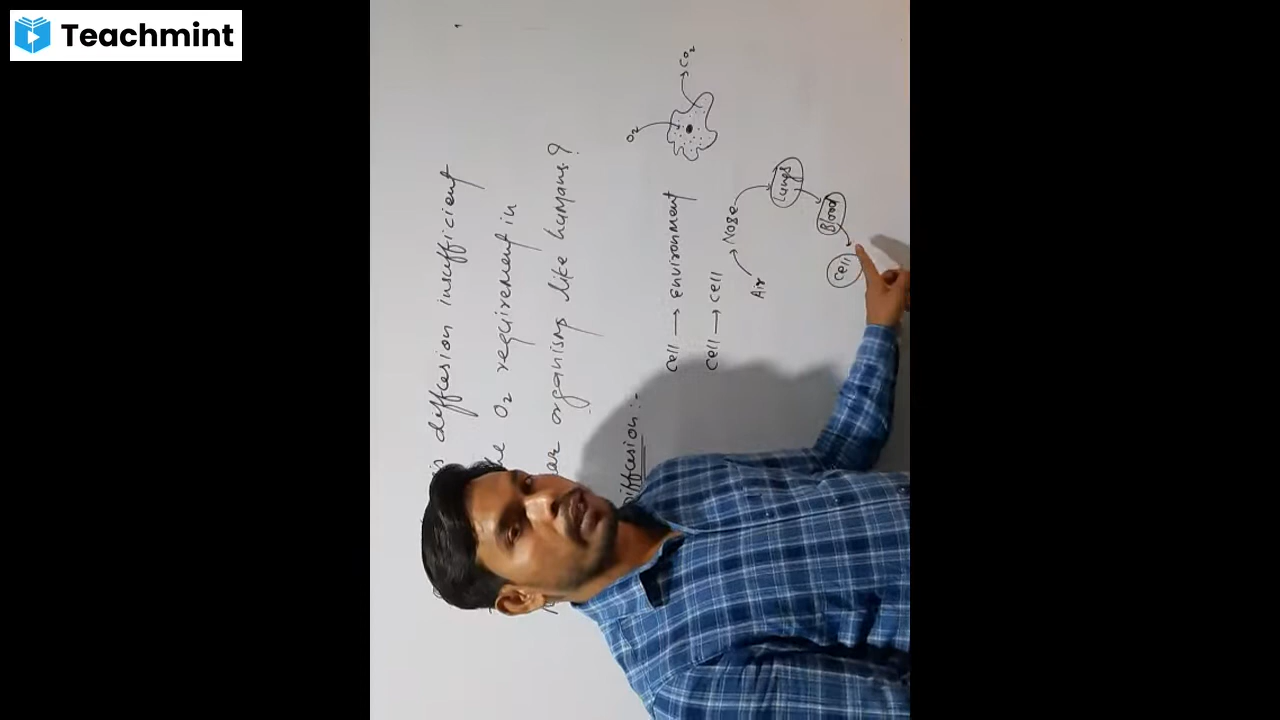 Teachmint
is diffusion insufficient
O₂ requirement in
organisms like humans?
diffusion :-
O₂
CO₂
Cell → Environment
Cell → Cell
Air
Nose
Lungs
Blood
Cell